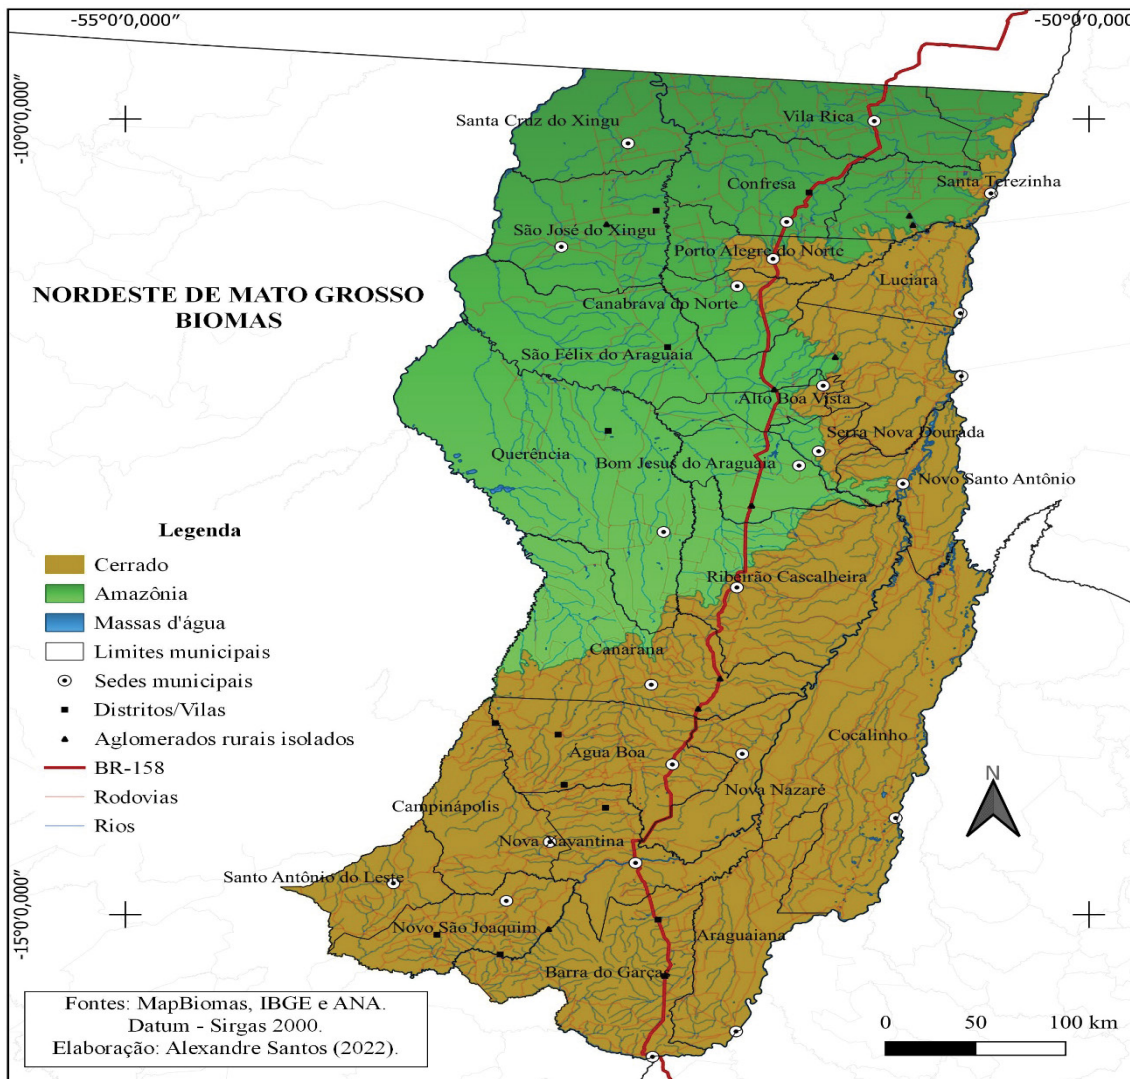 -55°0'0,000"
-50°0'0,000"
-10°0'0,000"
-15°0'0,000"
Santa Cruz do Xingu
Vila Rica
Confresa
Santa Terezinha
São José do Xingu
Porto Alegre do Norte
Luciara
NORDESTE DE MATO GROSSO
BIOMAS
Canabrava do Norte
São Félix do Araguaia
Alto Boa Vista
Serra Nova Dourada
Querência
Bom Jesus do Araguaia
Novo Santo Antônio
Ribeirão Cascalheira
Canarana
Cocalinho
Água Boa
Nova Nazaré
Campinápolis
Nova Xavantina
Santo Antônio do Leste
Novo São Joaquim
Araguaiana
Barra do Garça
Legenda
Cerrado
Amazônia
Massas d'água
Limites municipais
Sedes municipais
Distritos/Vilas
Aglomerados rurais isolados
BR-158
Rodovias
Rios
N
Fontes: MapBiomas, IBGE e ANA.
Datum - Sirgas 2000.
Elaboração: Alexandre Santos (2022).
0 50 100 km